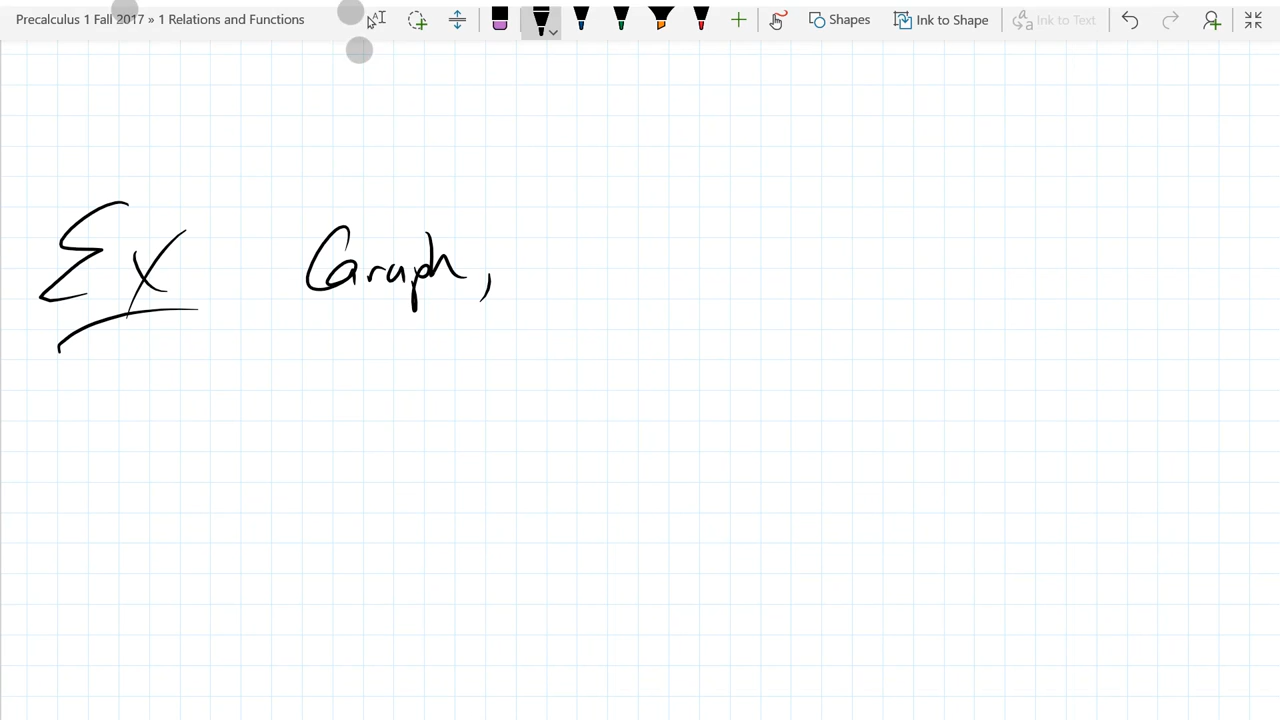 Precalculus 1 Fall 2017 » 1 Relations and Functions Shapes Ink to Shape Ink to Text
Ex Graph,